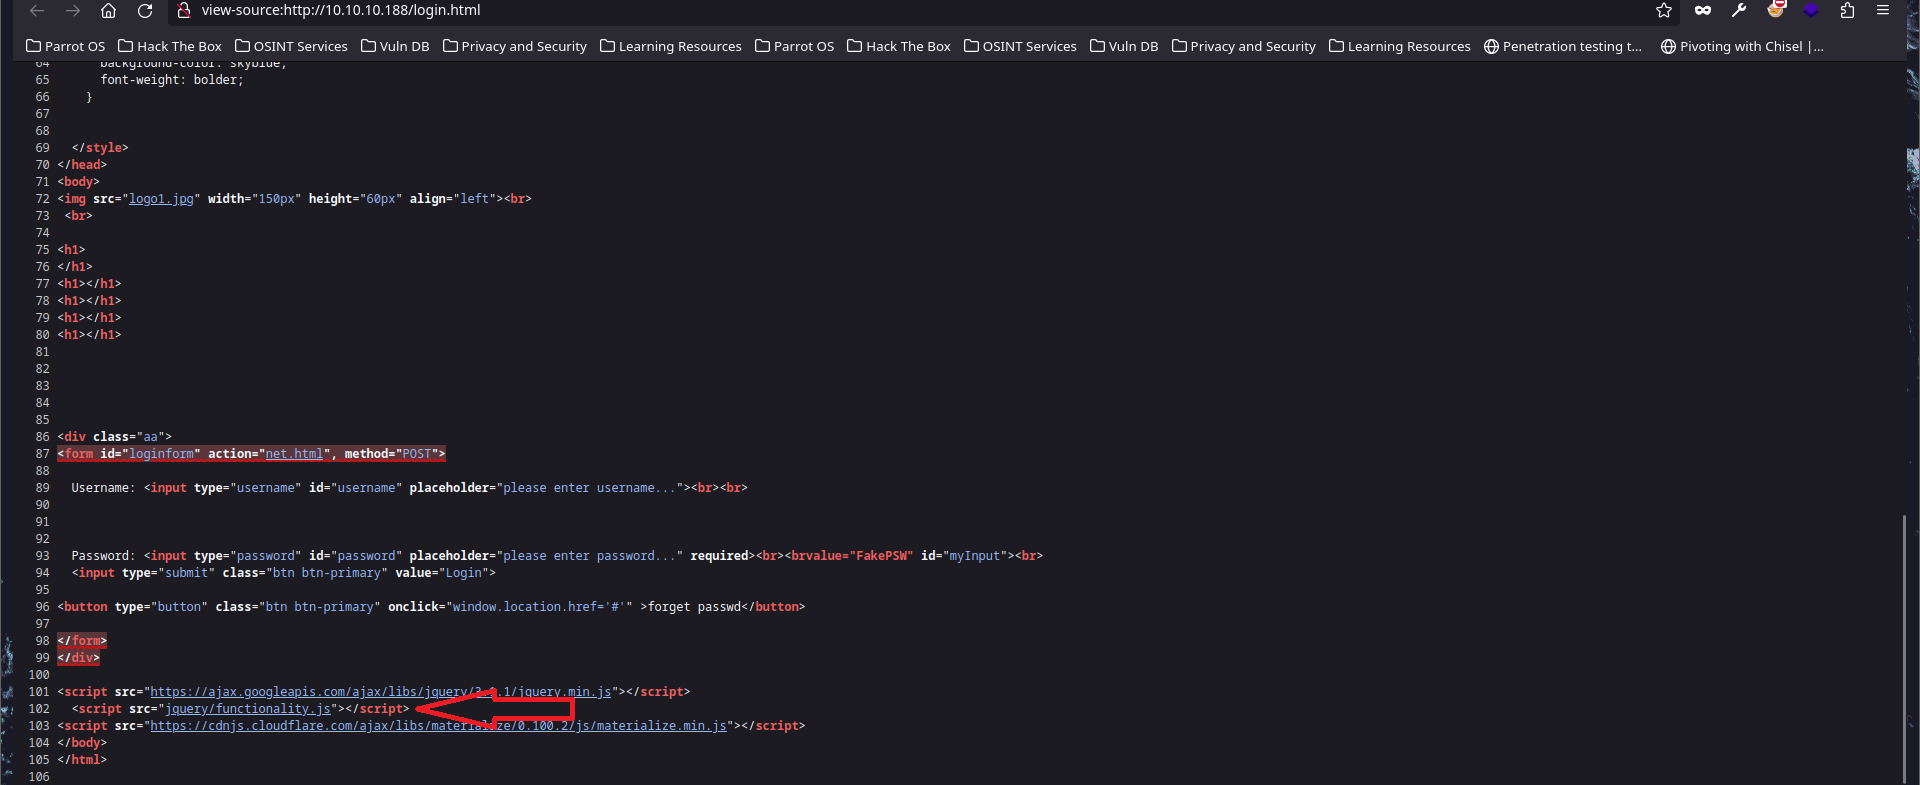 view-source:http://10.10.10.188/login.html
Parrot OS Hack The Box OSINT Services Vuln DB Privacy and Security Learning Resources Parrot OS Hack The Box OSINT Services Vuln DB Privacy and Security Learning Resources Penetration testing t... Pivoting with Chisel |...
64 background-color: skyblue;
65 font-weight: bolder;
66 }
67
68
69 </style>
70 </head>
71 <body>
72 <img src="logo1.jpg" width="150px" height="60px" align="left"><br>
73 <br>
74
75 <h1>
76 </h1>
77 <h1></h1>
78 <h1></h1>
79 <h1></h1>
80 <h1></h1>
81
82
83
84
85
86 <div class="aa">
87 <form id="loginform" action="net.html", method="POST">
88
89 Username: <input type="username" id="username" placeholder="please enter username..."><br><br>
90
91
92
93 Password: <input type="password" id="password" placeholder="please enter password..." required><br><brvalue="FakePSW" id="myInput"><br>
94 <input type="submit" class="btn btn-primary" value="Login">
95
96 <button type="button" class="btn btn-primary" onclick="window.location.href='#'" >forget passwd</button>
97
98 </form>
99 </div>
100
101 <script src="https://ajax.googleapis.com/ajax/libs/jquery/3. .1/jquery.min.js"></script>
102 <script src="jquery/functionality.js"></script>
103 <script src="https://cdnjs.cloudflare.com/ajax/libs/materialize/0.100.2/js/materialize.min.js"></script>
104 </body>
105 </html>
106